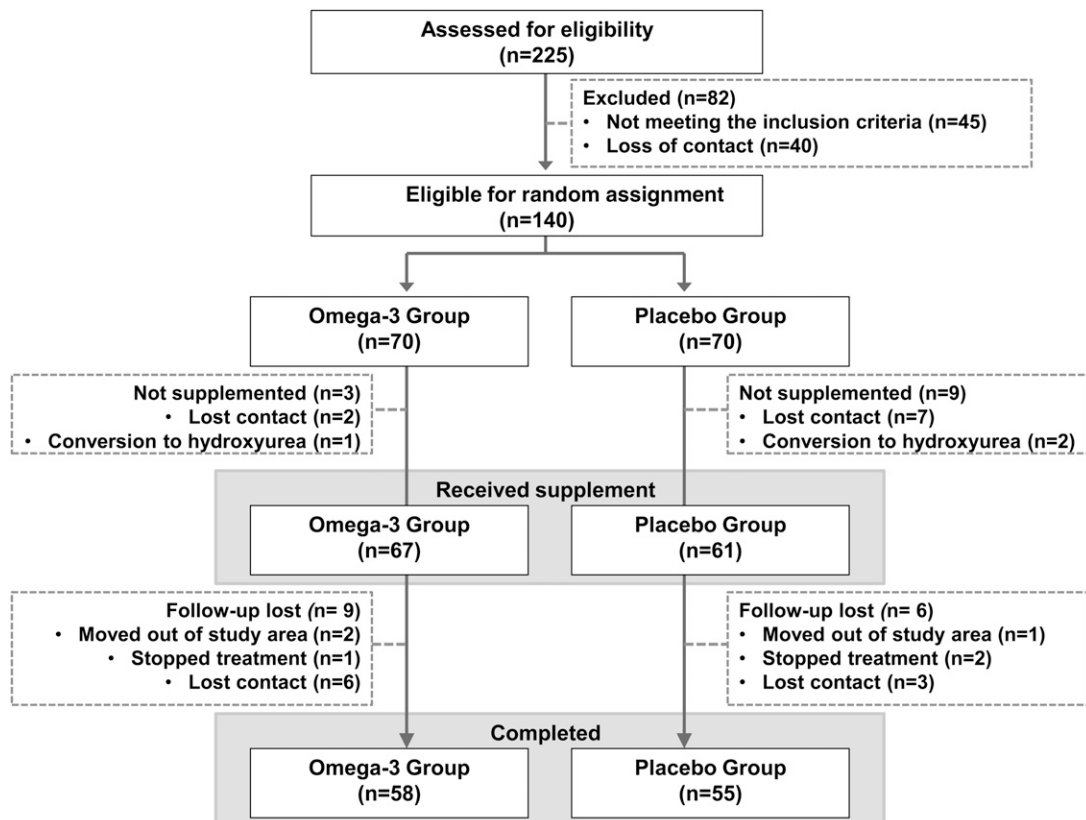 Assessed for eligibility
(n=225)
Excluded (n=82)
• Not meeting the inclusion criteria (n=45)
• Loss of contact (n=40)
Eligible for random assignment
(n=140)
Omega-3 Group
(n=70)
Placebo Group
(n=70)
Not supplemented (n=3)
• Lost contact (n=2)
• Conversion to hydroxyurea (n=1)
Not supplemented (n=9)
• Lost contact (n=7)
• Conversion to hydroxyurea (n=2)
Received supplement
Omega-3 Group
(n=67)
Placebo Group
(n=61)
Follow-up lost (n= 9)
• Moved out of study area (n=2)
• Stopped treatment (n=1)
• Lost contact (n=6)
Follow-up lost (n= 6)
• Moved out of study area (n=1)
• Stopped treatment (n=2)
• Lost contact (n=3)
Completed
Omega-3 Group
(n=58)
Placebo Group
(n=55)